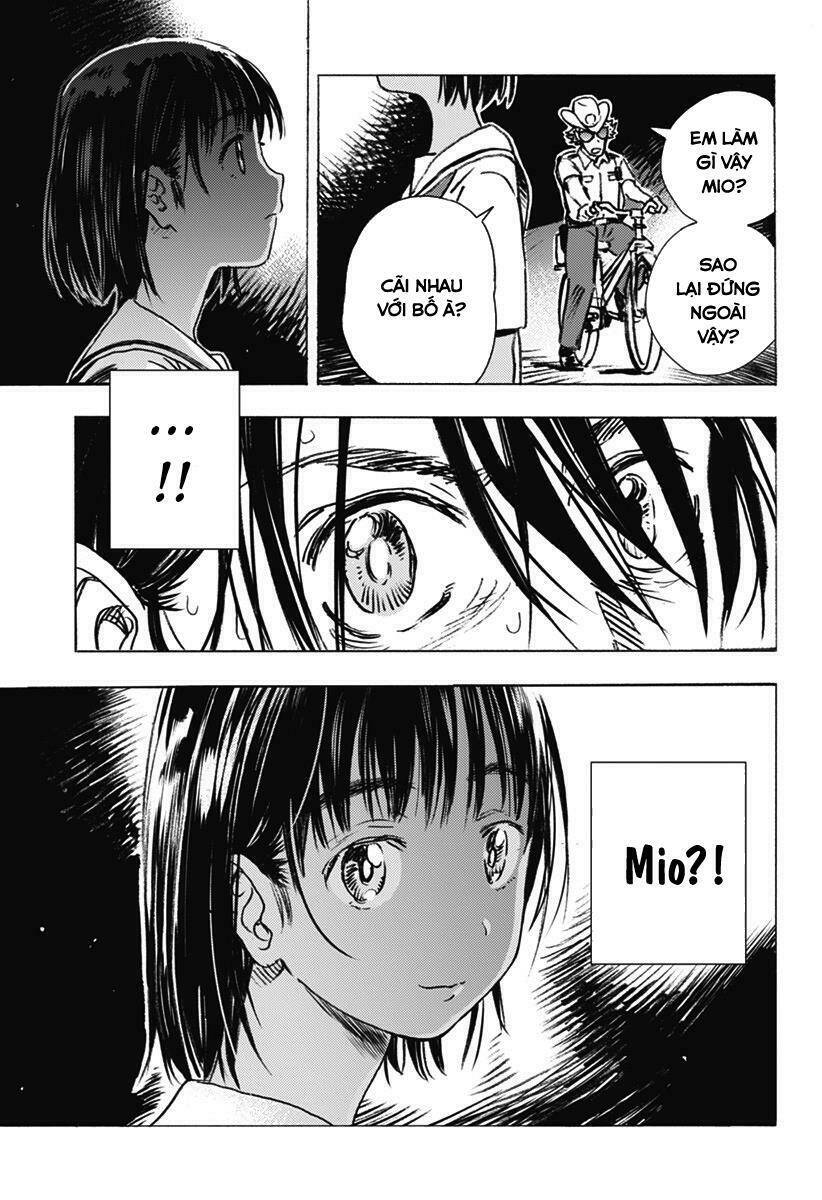 EM LÀM
GÌ VẬY
MIO?
SAO
LẠI ĐỨNG
NGOÀI
VẬY?
CÃI NHAU
VỚI BỐ À?
...
!!
Mio?!